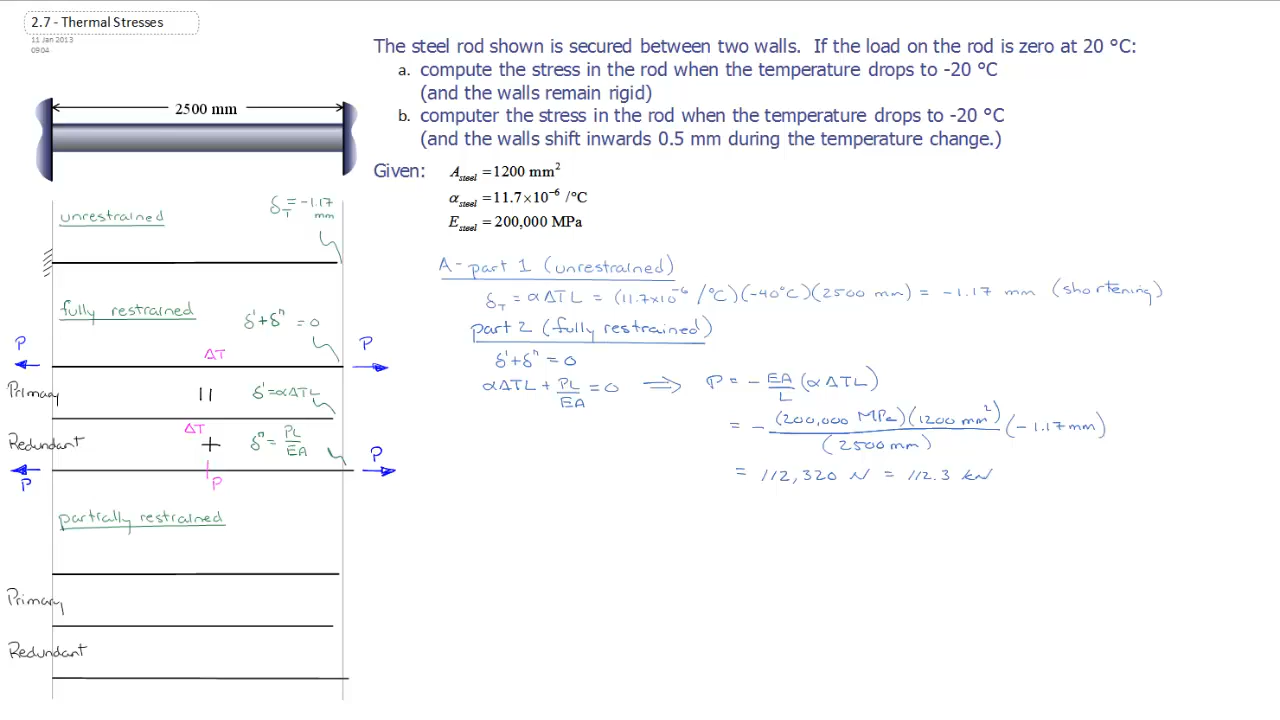 2.7 - Thermal Stresses
11 Jan 2013
09:04
The steel rod shown is secured between two walls. If the load on the rod is zero at 20 °C:
a. compute the stress in the rod when the temperature drops to -20 °C
(and the walls remain rigid)
b. computer the stress in the rod when the temperature drops to -20 °C
(and the walls shift inwards 0.5 mm during the temperature change.)
Given: A_steel = 1200 mm²
α_steel = 11.7×10⁻⁶ /°C
E_steel = 200,000 MPa
2500 mm
unrestrained
δ_T = -1.17 mm
fully restrained
δ' + δ'' = 0
P
P
ΔT
Primary
||
δ' = αΔTL
ΔT
Redundant
+
δ'' = PL/EA
P
P
P
partially restrained
Primary
Redundant
A - part 1 (unrestrained)
δ_T = αΔTL = (11.7×10⁻⁶ /°C)(-40°C)(2500 mm) = -1.17 mm (shortening)
part 2 (fully restrained)
δ' + δ'' = 0
αΔTL + PL/EA = 0 ⟹ P = - EA/L (αΔTL)
= - (200,000 MPa)(1200 mm²)/(2500 mm) (-1.17 mm)
= 112,320 N = 112.3 kN